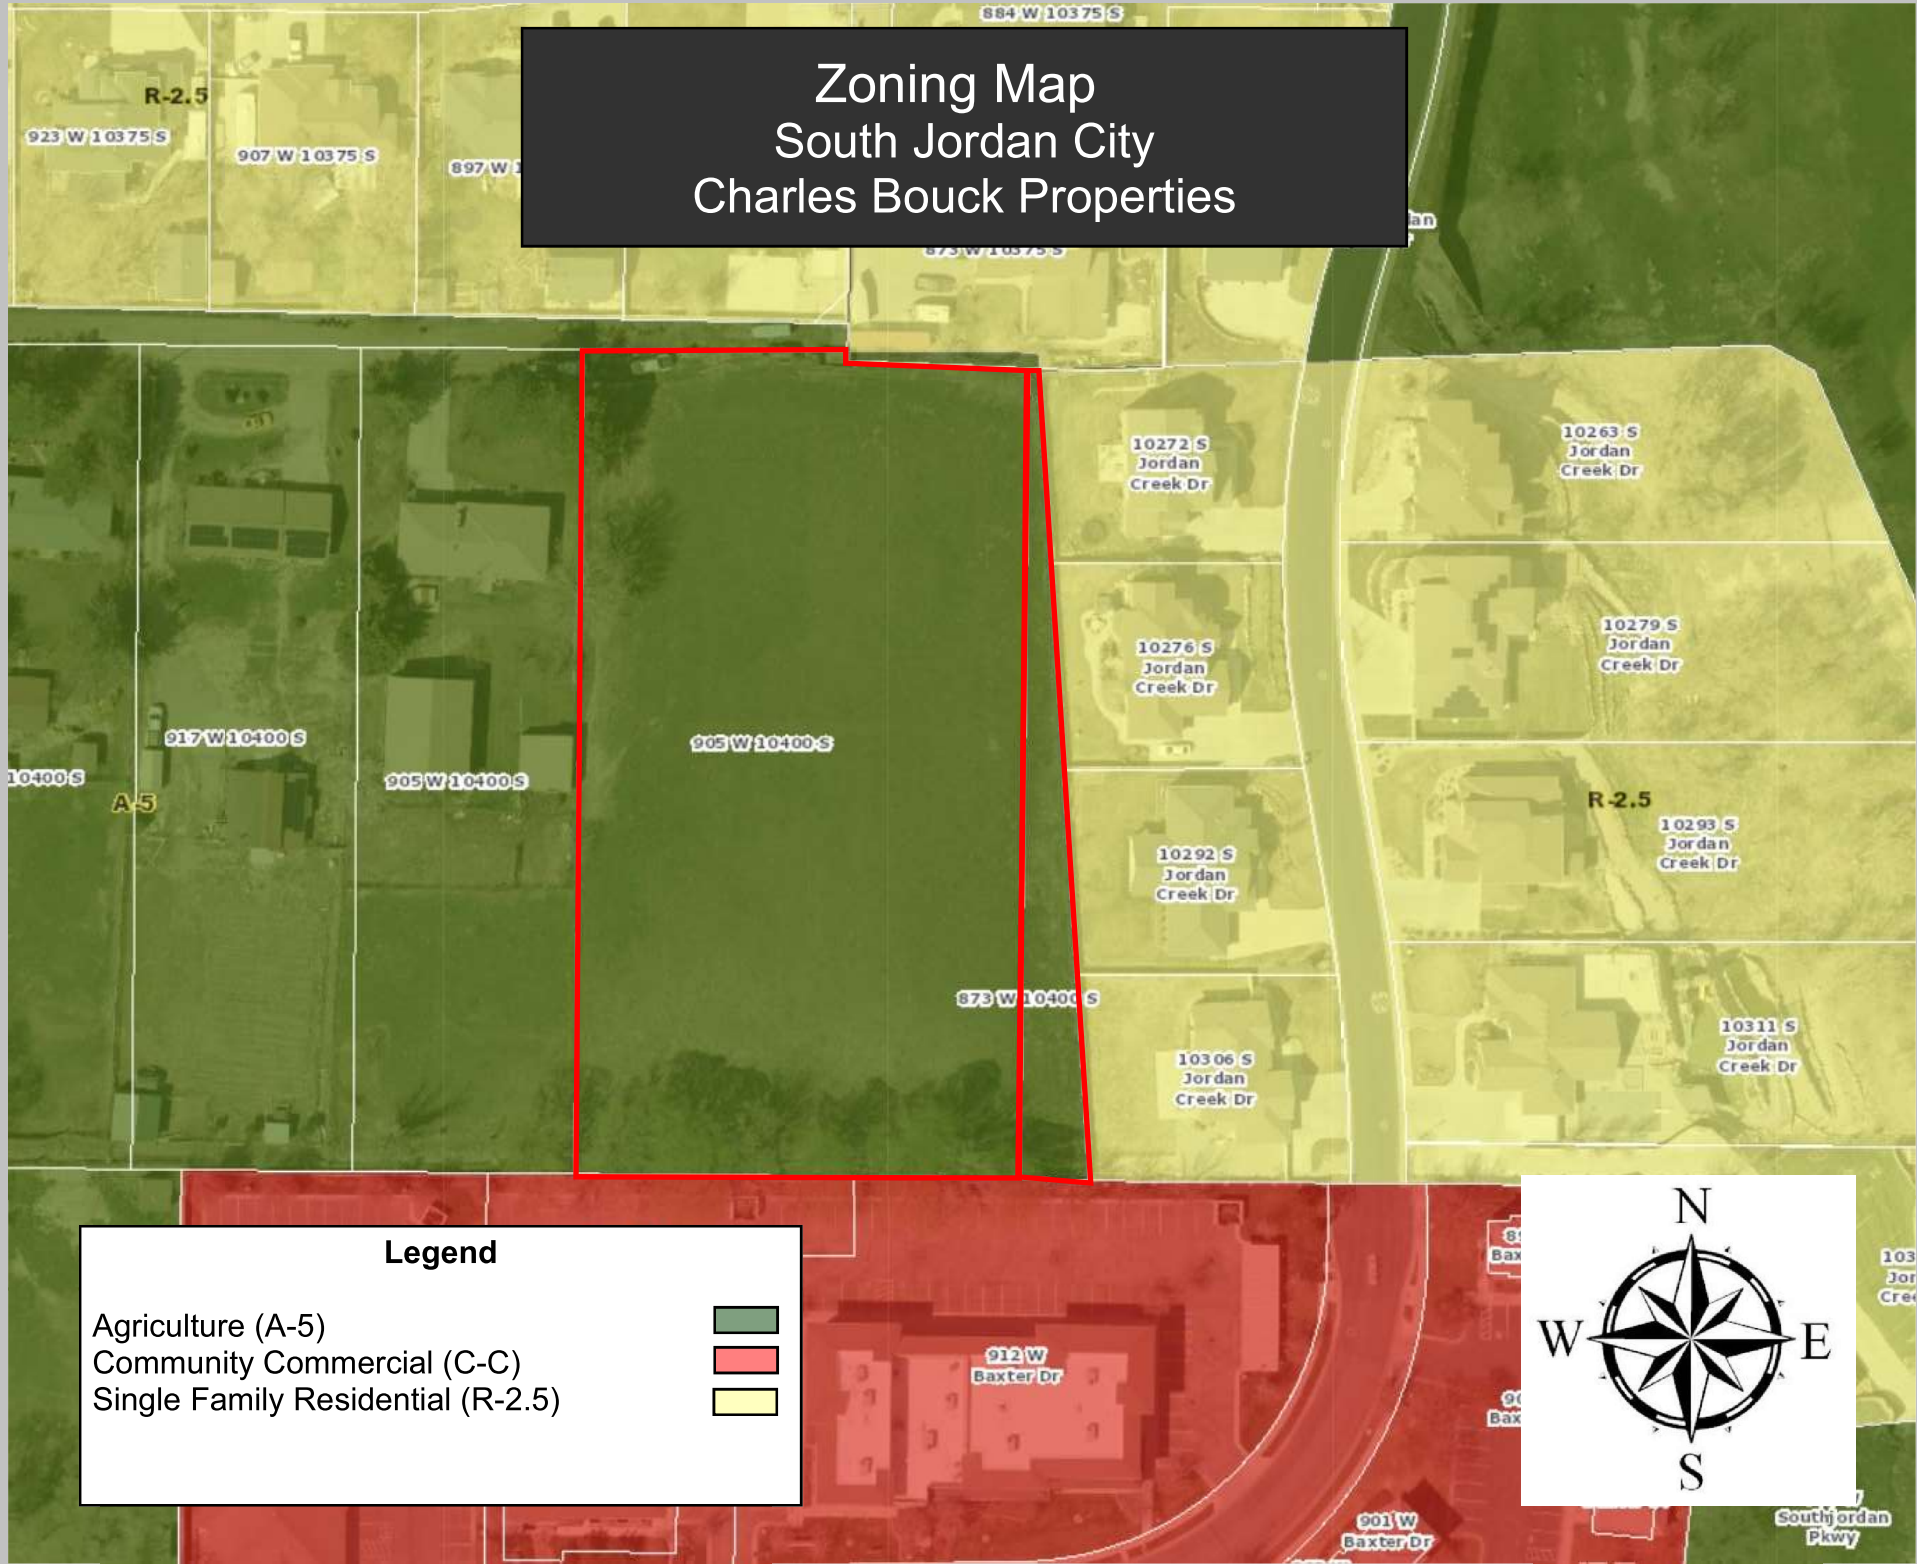 884 W 10375 S
Zoning Map
South Jordan City
Charles Bouck Properties
R-2.5
923 W 10375 S
907 W 10375 S
897 W
873 W 10375 S
10272 S
Jordan
Creek Dr
10263 S
Jordan
Creek Dr
10276 S
Jordan
Creek Dr
10279 S
Jordan
Creek Dr
917 W 10400 S
905 W 10400 S
905 W 10400 S
10400 S
A-5
R-2.5
10292 S
Jordan
Creek Dr
10293 S
Jordan
Creek Dr
873 W 10400 S
10306 S
Jordan
Creek Dr
10311 S
Jordan
Creek Dr
Legend
Agriculture (A-5)
Community Commercial (C-C)
Single Family Residential (R-2.5)
912 W
Baxter Dr
901 W
Baxter Dr
N
W
E
S
Southjordan
Pkwy